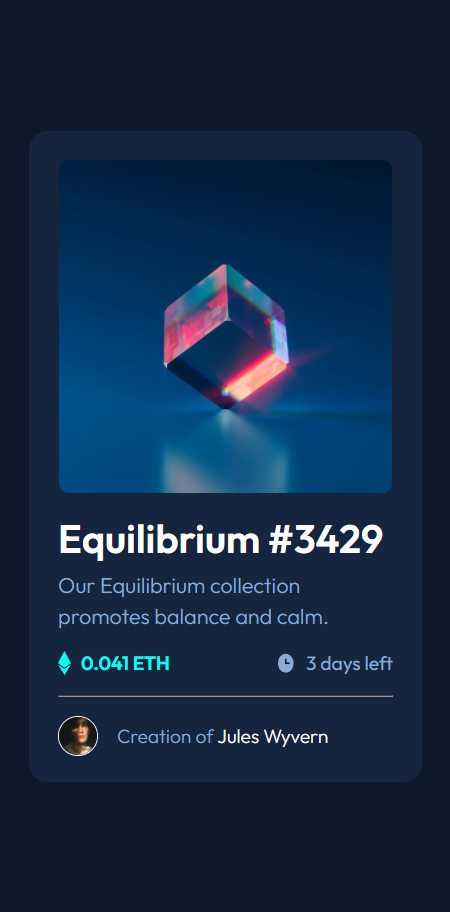 Equilibrium #3429
Our Equilibrium collection
promotes balance and calm.
0.041 ETH
3 days left
Creation of Jules Wyvern